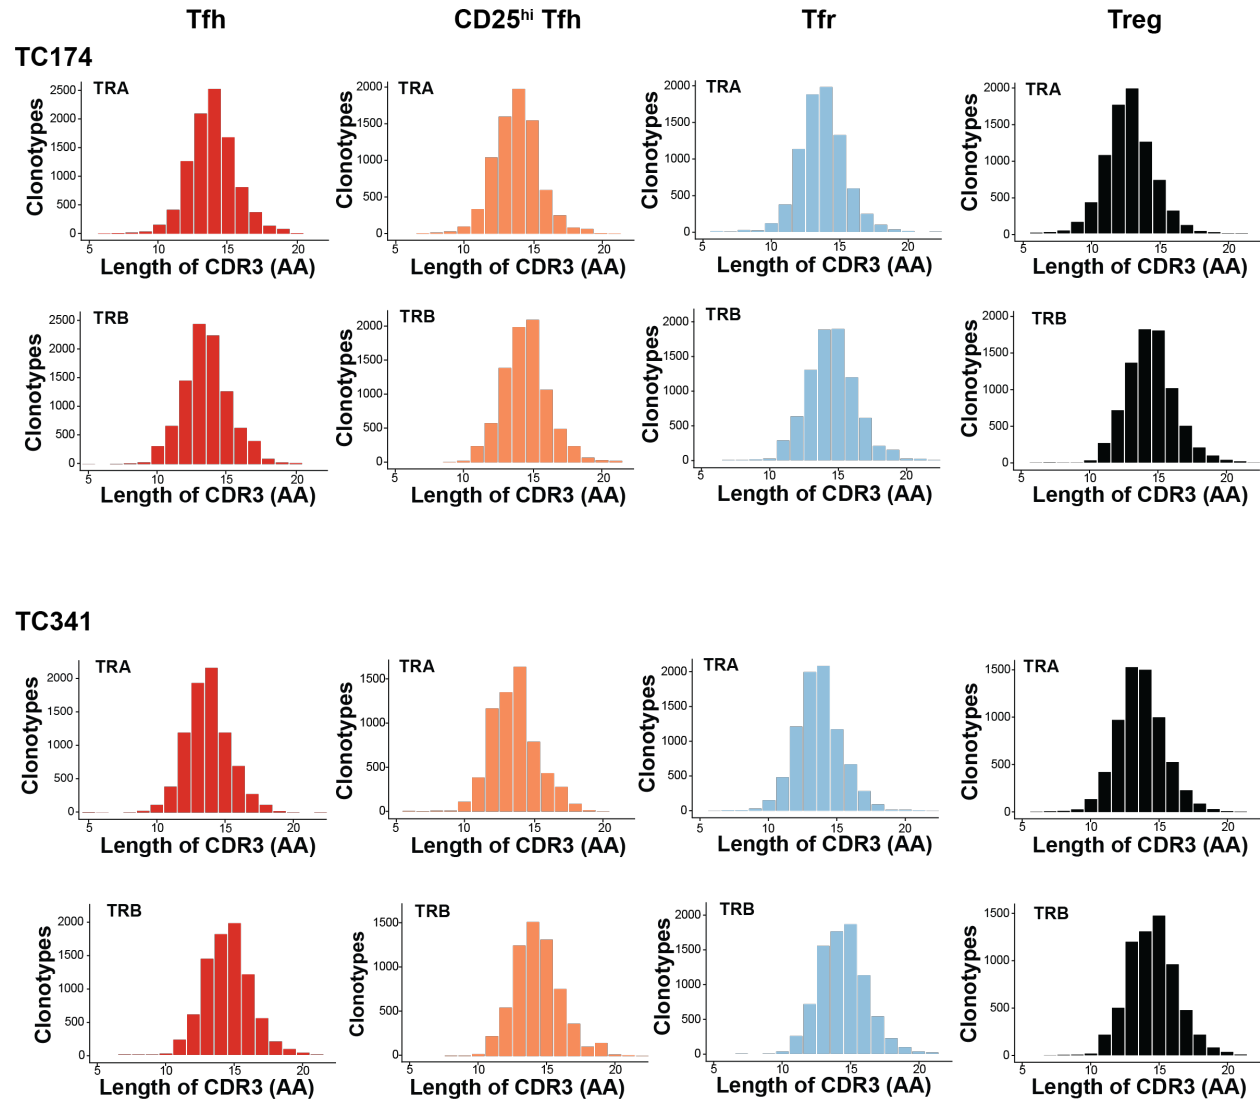 Tfh CD25hi Tfh Tfr Treg
TC174
TRA TRA TRA TRA
Clonotypes Clonotypes Clonotypes Clonotypes
2500 2000 2000 2000
2000 1500 1500 1500
1500 1000 1000 1000
1000 500 500 500
500 0 0 0
0
5 10 15 20 5 10 15 20 5 10 15 20 5 10 15 20
Length of CDR3 (AA) Length of CDR3 (AA) Length of CDR3 (AA) Length of CDR3 (AA)
TRB TRB TRB TRB
Clonotypes Clonotypes Clonotypes Clonotypes
2500 2000 2000 2000
2000 1500 1500 1500
1500 1000 1000 1000
1000 500 500 500
500 0 0 0
0
5 10 15 20 5 10 15 20 5 10 15 20 5 10 15 20
Length of CDR3 (AA) Length of CDR3 (AA) Length of CDR3 (AA) Length of CDR3 (AA)
TC341
TRA TRA TRA TRA
Clonotypes Clonotypes Clonotypes Clonotypes
2000 1500 2000 1500
1500 1000 1500 1000
1000 500 1000 500
500 0 500 0
0 0
5 10 15 20 5 10 15 20 5 10 15 20 5 10 15 20
Length of CDR3 (AA) Length of CDR3 (AA) Length of CDR3 (AA) Length of CDR3 (AA)
TRB TRB TRB TRB
Clonotypes Clonotypes Clonotypes Clonotypes
2000 1500 2000 1500
1500 1000 1500 1000
1000 500 1000 500
500 0 500 0
0 0
5 10 15 20 5 10 15 20 5 10 15 20 5 10 15 20
Length of CDR3 (AA) Length of CDR3 (AA) Length of CDR3 (AA) Length of CDR3 (AA)